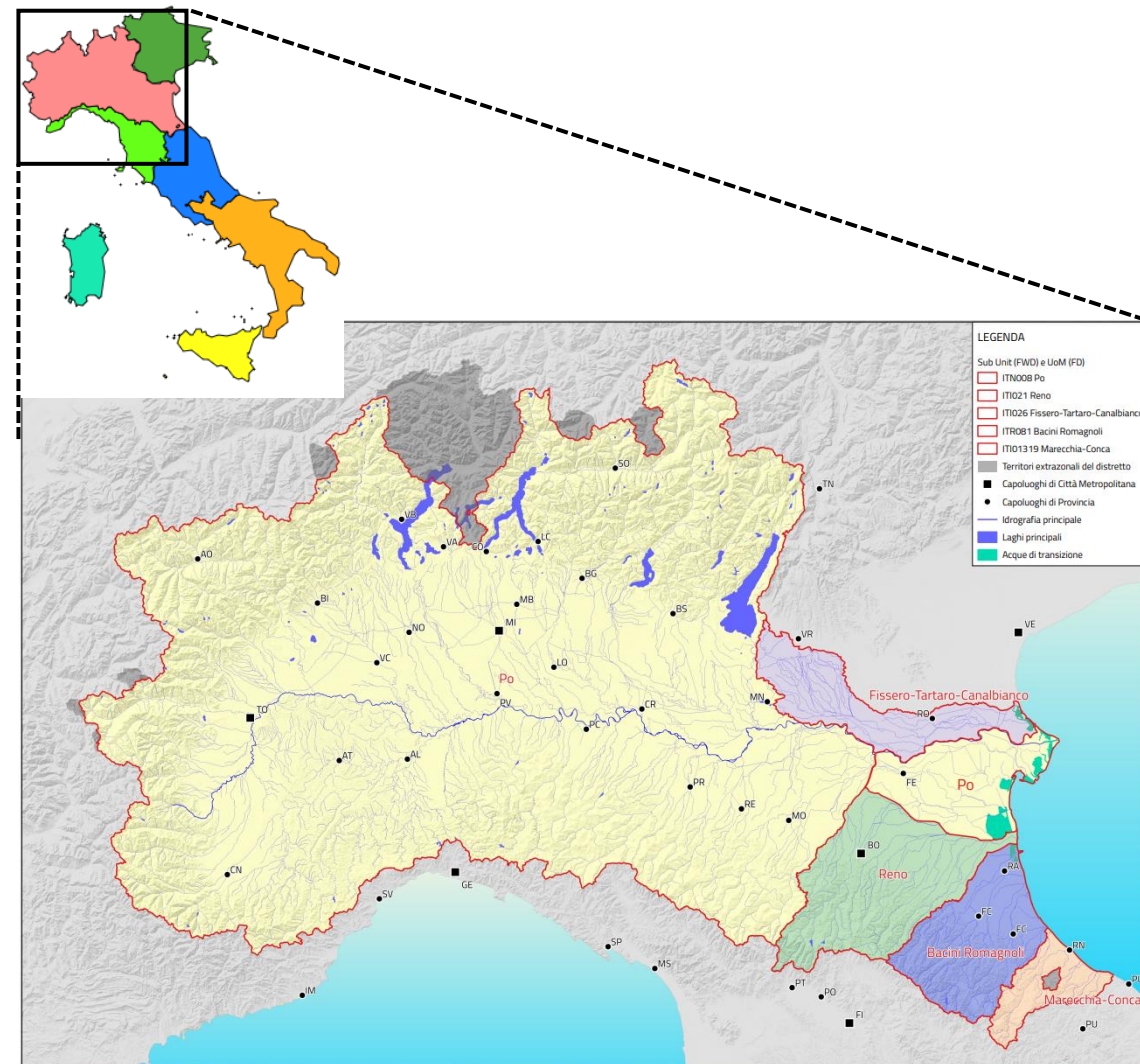 LEGENDA
Sub Unit (FWD) e UoM (FD)
ITN008 Po
ITI021 Reno
ITI026 Fissero-Tartaro-Canalbianco
ITR081 Bacini Romagnoli
ITI01319 Marecchia-Conca
Territori extrazonali del distretto
Capoluoghi di Città Metropolitana
Capoluoghi di Provincia
Idrografia principale
Laghi principali
Acque di transizione
SO
TN
VB
VA
CO
LC
AO
BG
BI
MB
BS
MI
NO
VE
VR
VC
LO
Po
Fissero-Tartaro-Canalbianco
PV
MN
CR
RO
TO
PC
AT
AL
FE
Po
PR
RE
MO
BO
Reno
RA
CN
GE
SV
FC
FC
RN
SP
Bacini Romagnoli
MS
PT
PO
IM
Marecchia-Conca
FI
PU